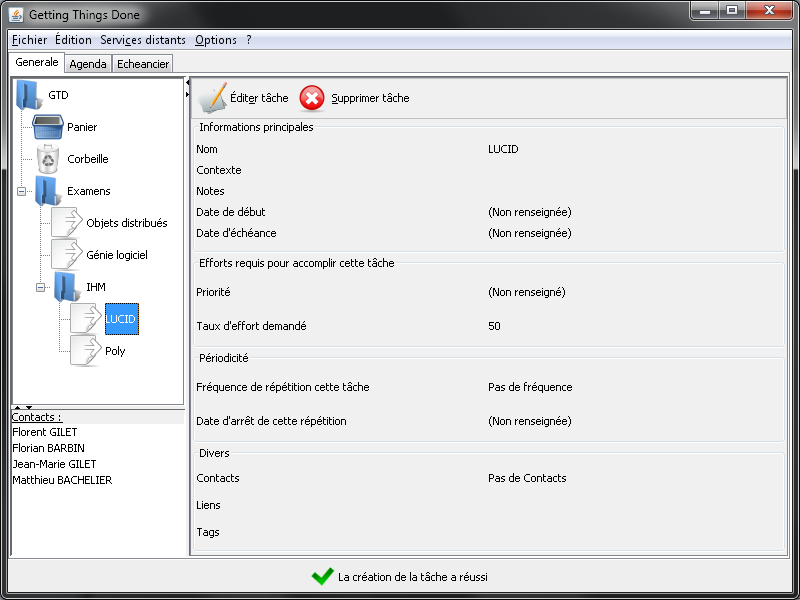 Getting Things Done
Fichier Édition Services distants Options ?
Generale Agenda Echeancier
GTD
Panier
Corbeille
Examens
Objets distribués
Génie logiciel
IHM
LUCID
Poly
Contacts :
Florent GILET
Florian BARBIN
Jean-Marie GILET
Matthieu BACHELIER
Éditer tâche Supprimer tâche
Informations principales
Nom LUCID
Contexte
Notes
Date de début (Non renseignée)
Date d'échéance (Non renseignée)
Efforts requis pour accomplir cette tâche
Priorité (Non renseigné)
Taux d'effort demandé 50
Périodicité
Fréquence de répétition cette tâche Pas de fréquence
Date d'arrêt de cette répétition (Non renseignée)
Divers
Contacts Pas de Contacts
Liens
Tags
La création de la tâche a réussi